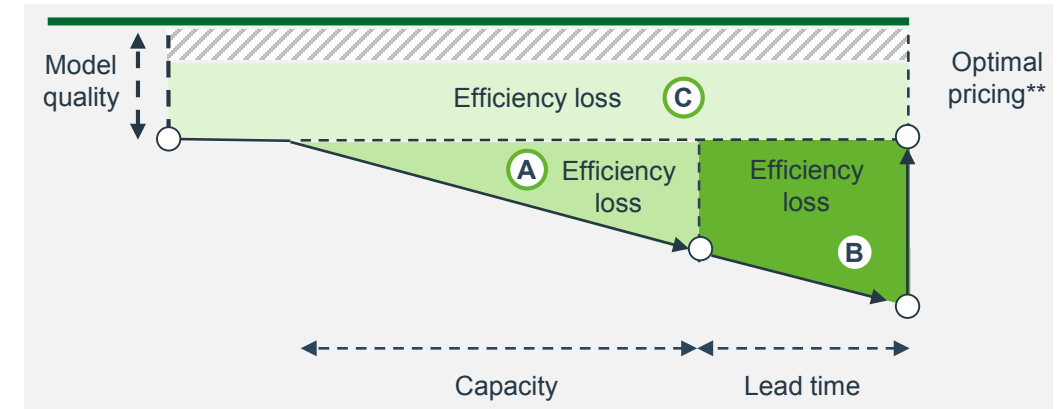 Model
quality
Efficiency loss
C
Optimal
pricing**
A
Efficiency
loss
Efficiency
loss
B
Capacity
Lead time